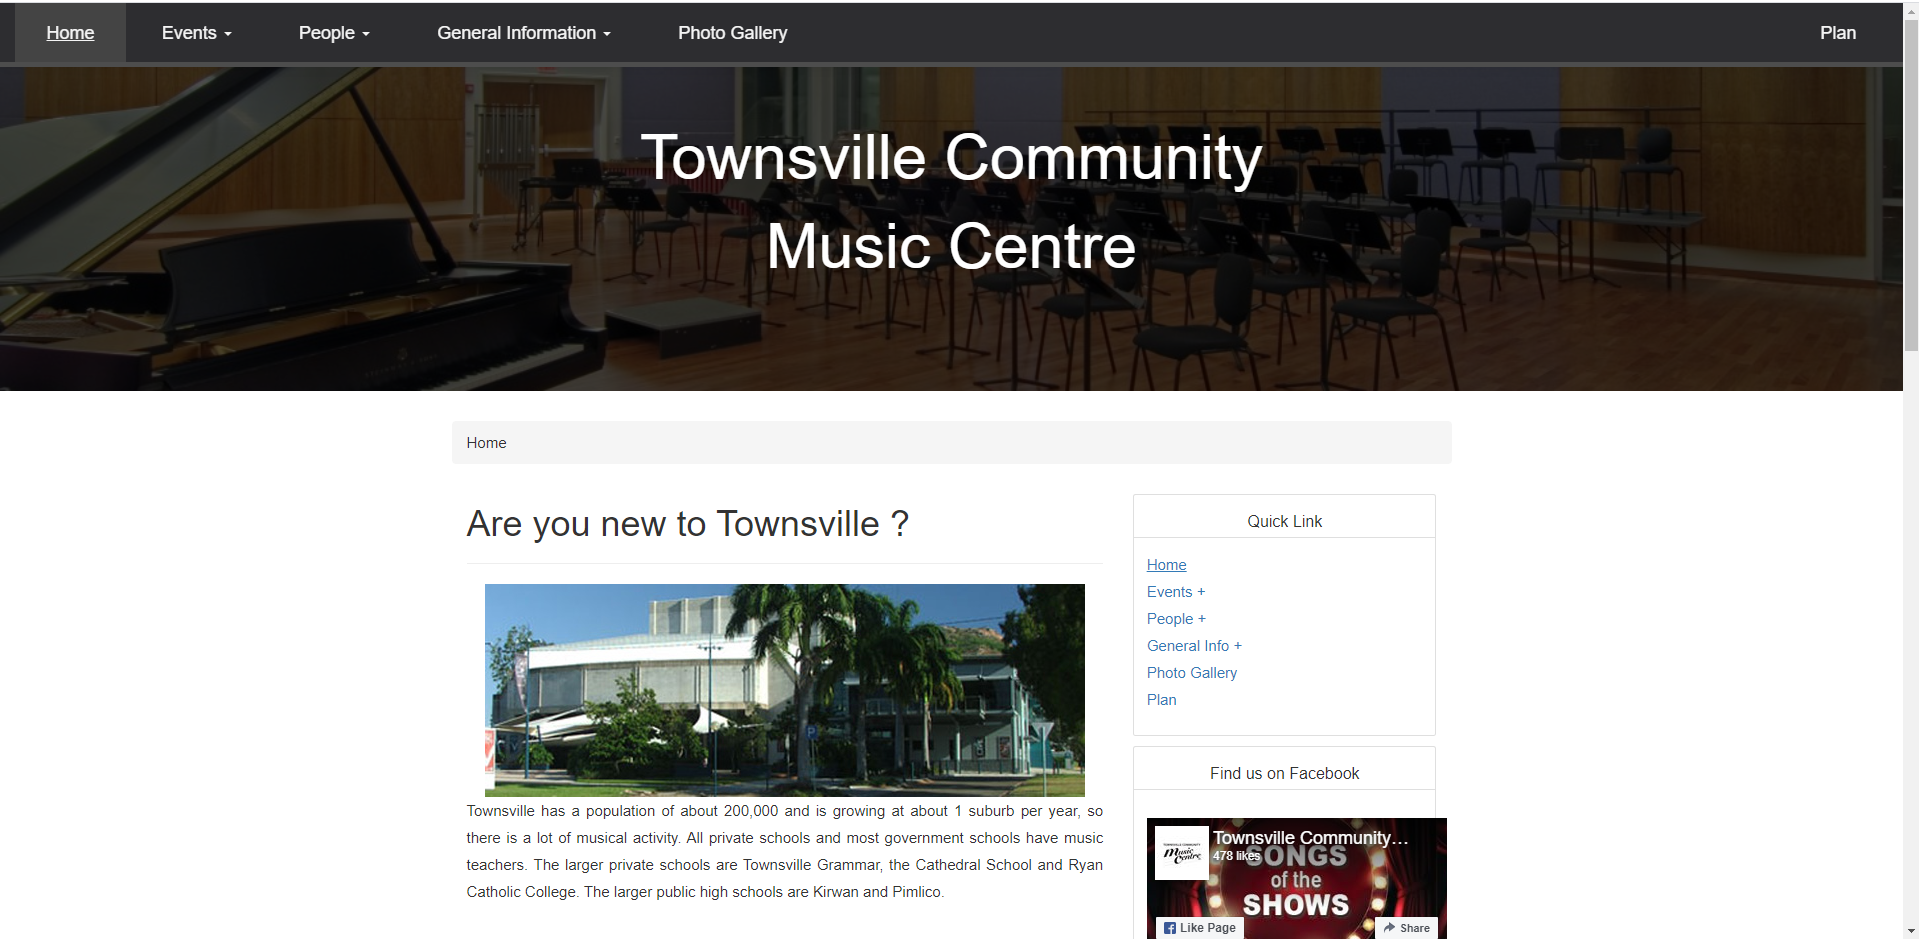 Home Events People General Information Photo Gallery Plan
Townsville Community
Music Centre
Home
Are you new to Townsville ?
Townsville has a population of about 200,000 and is growing at about 1 suburb per year, so
there is a lot of musical activity. All private schools and most government schools have music
teachers. The larger private schools are Townsville Grammar, the Cathedral School and Ryan
Catholic College. The larger public high schools are Kirwan and Pimlico.
Quick Link
Home
Events +
People +
General Info +
Photo Gallery
Plan
Find us on Facebook
Townsville Community...
478 likes
Music
Centre
SONGS
of the
SHOWS
Like Page
Share